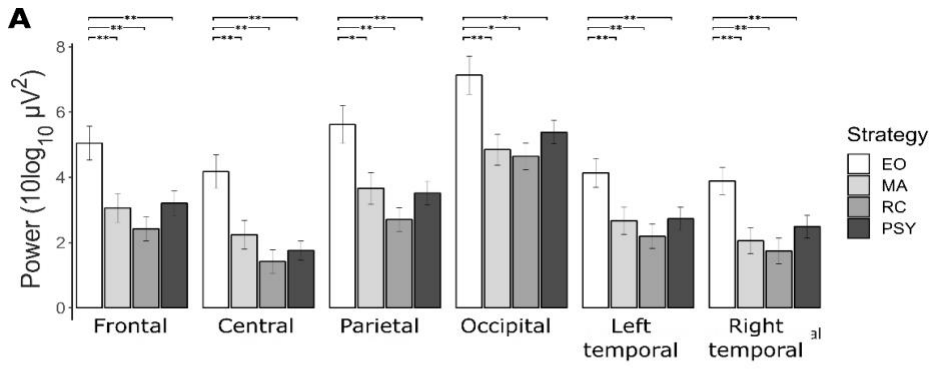 A
** ** ** * ** **
** ** ** * ** **
** ** * ** ** **
8
6
4
2
0
Power (10log10 µV2)
Frontal Central Parietal Occipital Left temporal Right temporal
al
Strategy
EO
MA
RC
PSY